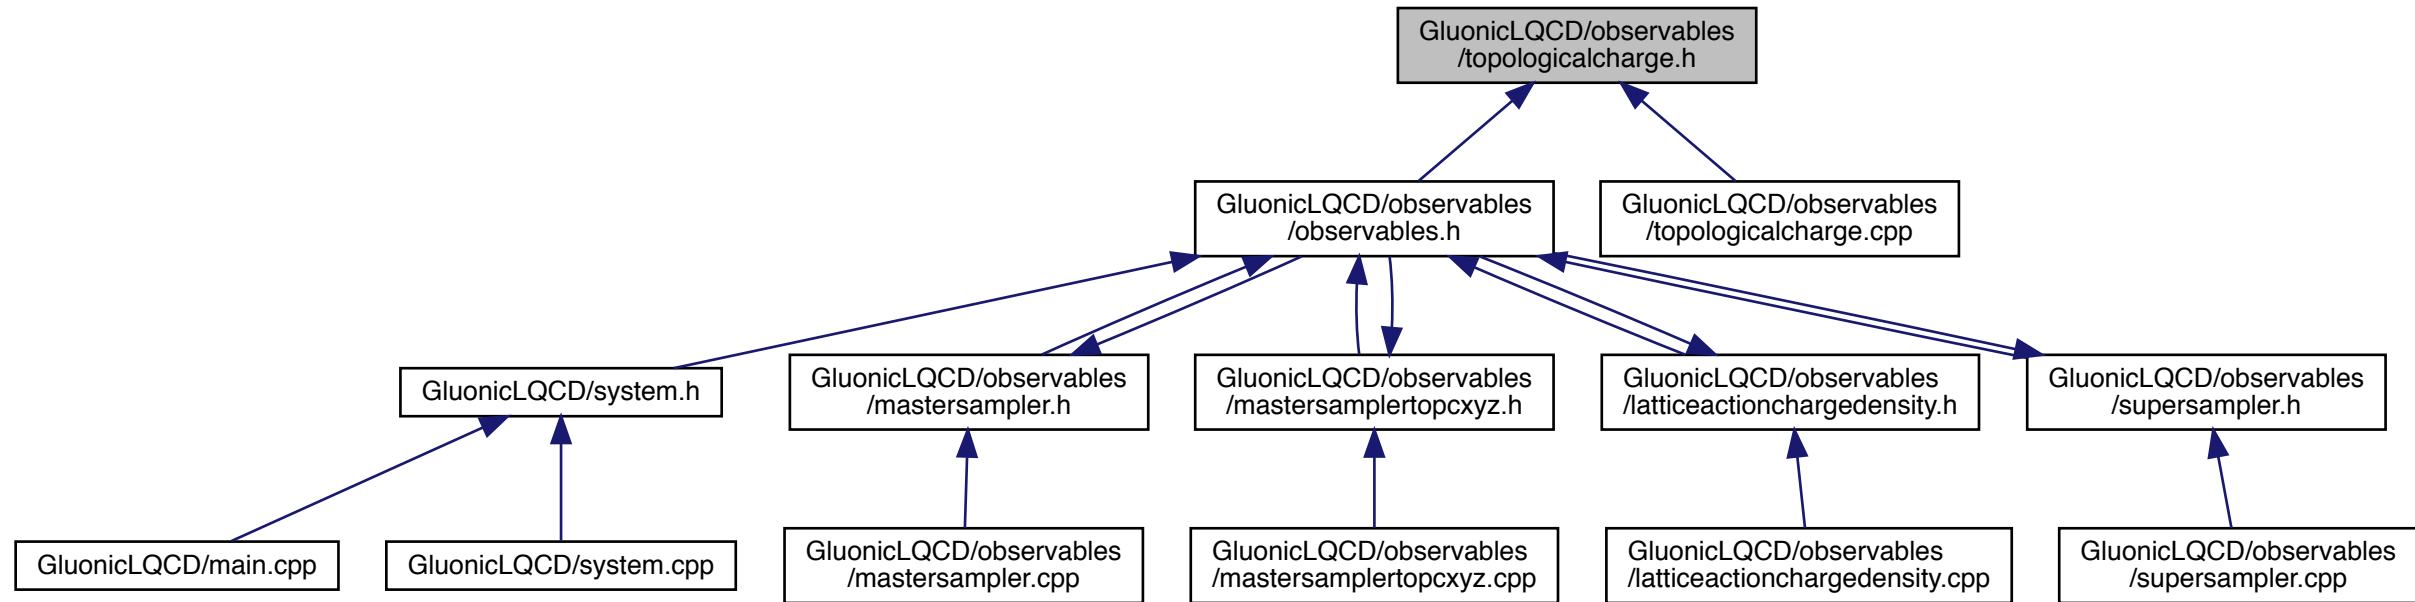 GluonicLQCD/observables
/topologicalcharge.h
GluonicLQCD/observables
/observables.h
GluonicLQCD/observables
/topologicalcharge.cpp
GluonicLQCD/system.h
GluonicLQCD/observables
/mastersampler.h
GluonicLQCD/observables
/mastersamplertopcxyz.h
GluonicLQCD/observables
/latticeactionchargedensity.h
GluonicLQCD/observables
/supersampler.h
GluonicLQCD/main.cpp
GluonicLQCD/system.cpp
GluonicLQCD/observables
/mastersampler.cpp
GluonicLQCD/observables
/mastersamplertopcxyz.cpp
GluonicLQCD/observables
/latticeactionchargedensity.cpp
GluonicLQCD/observables
/supersampler.cpp